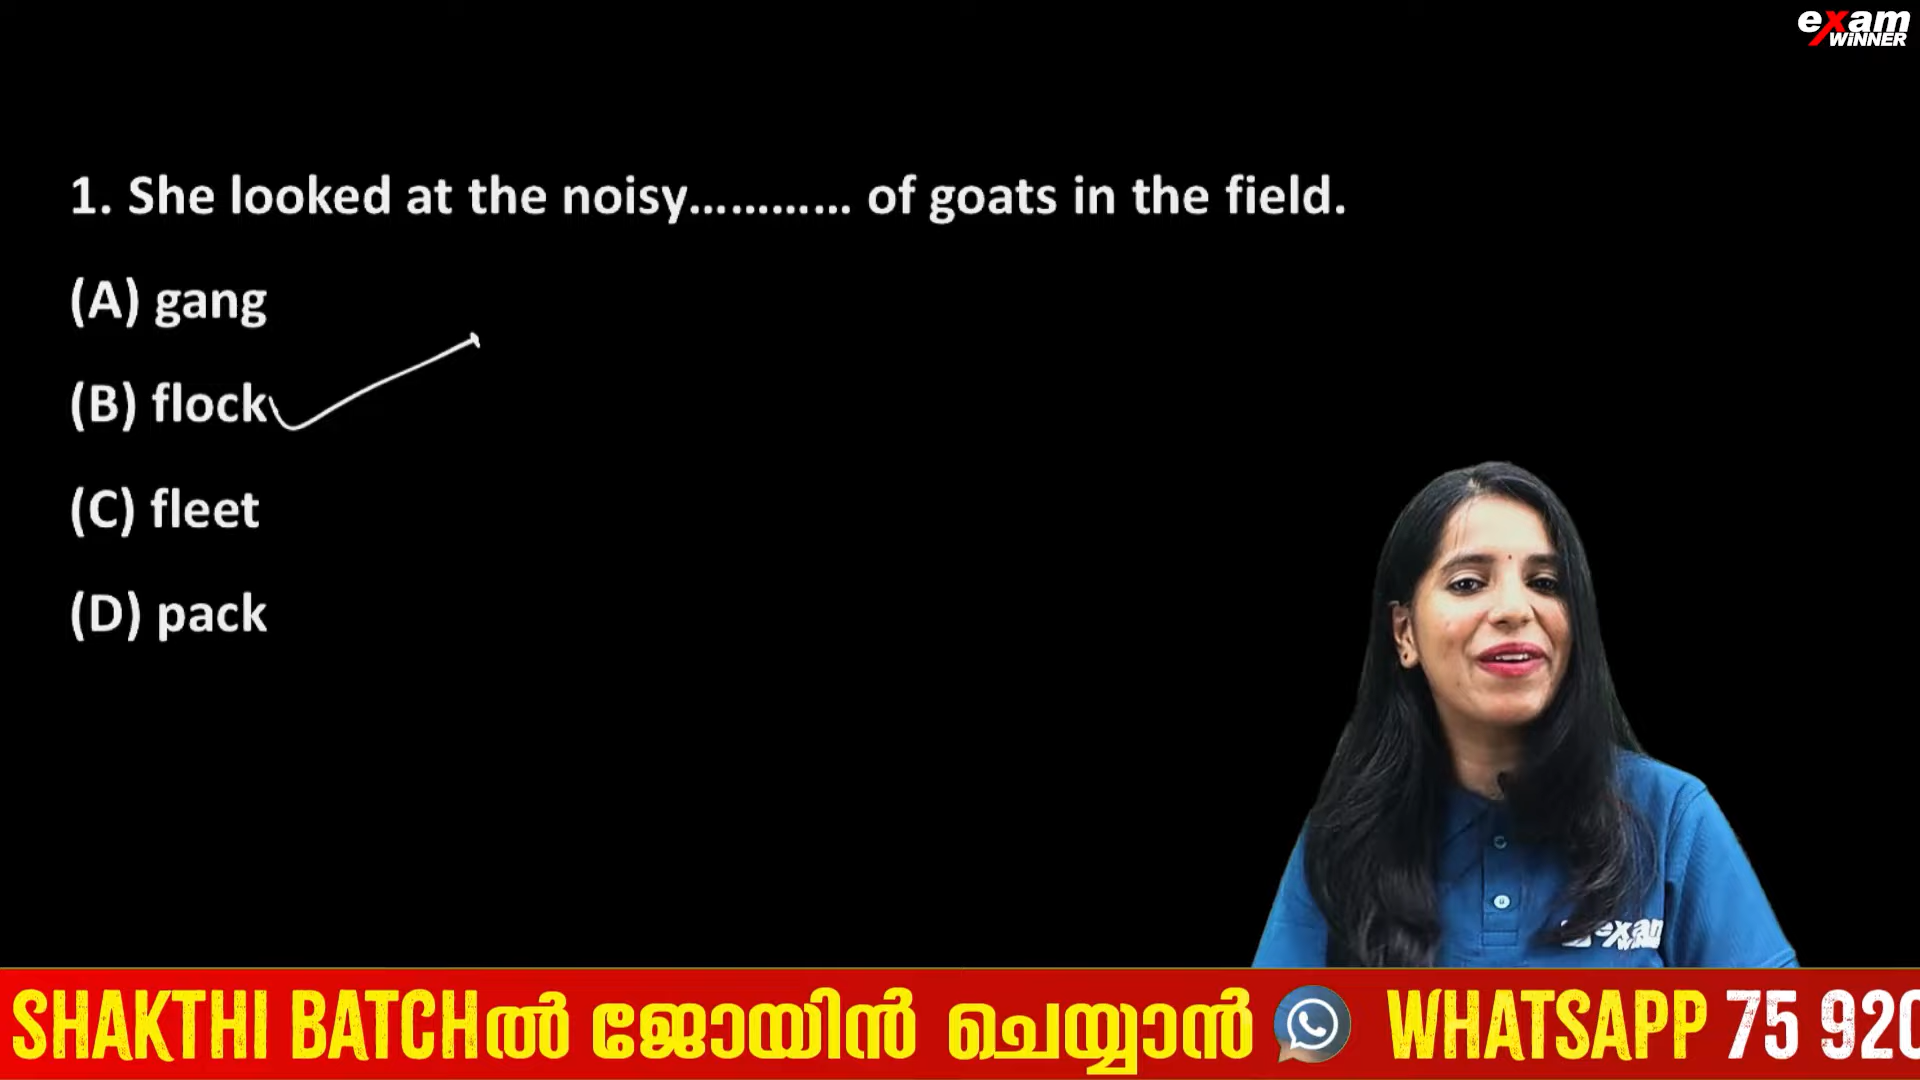 exam
WINNER
1. She looked at the noisy............ of goats in the field.
(A) gang
(B) flock
(C) fleet
(D) pack
exam
SHAKTHI BATCHൽ ജോയിൻ ചെയ്യാൻ WHATSAPP 75 920